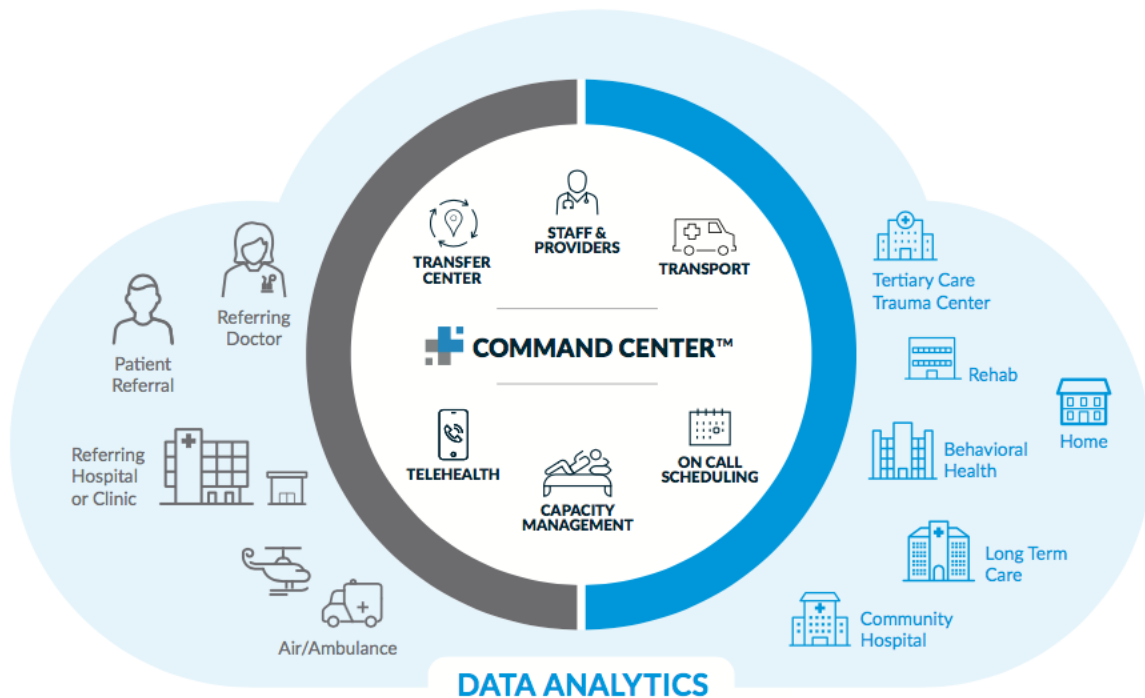 Referring
Doctor
Patient
Referral
Referring
Hospital
or Clinic
Air/Ambulance
TRANSFER
CENTER
STAFF &
PROVIDERS
TRANSPORT
COMMAND CENTER™
TELEHEALTH
CAPACITY
MANAGEMENT
ON CALL
SCHEDULING
Tertiary Care
Trauma Center
Rehab
Home
Behavioral
Health
Long Term
Care
Community
Hospital
DATA ANALYTICS